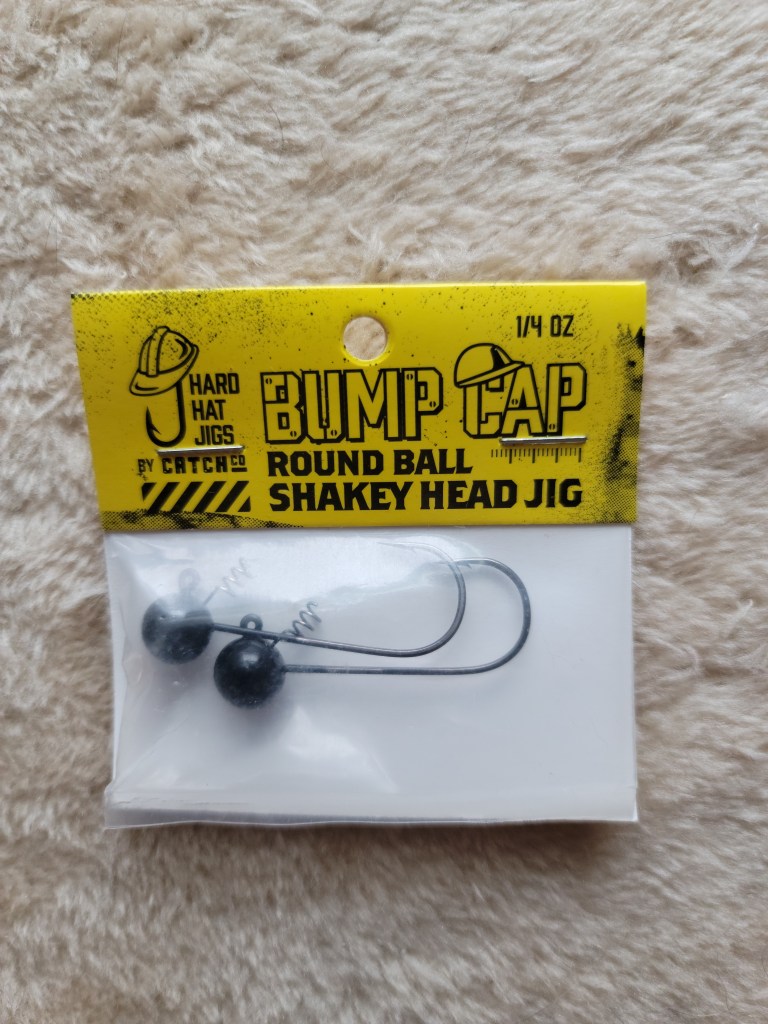 1/4 OZ
HARD
HAT
JIGS
BY CATCH CO
BUMP CAP
ROUND BALL
SHAKEY HEAD JIG